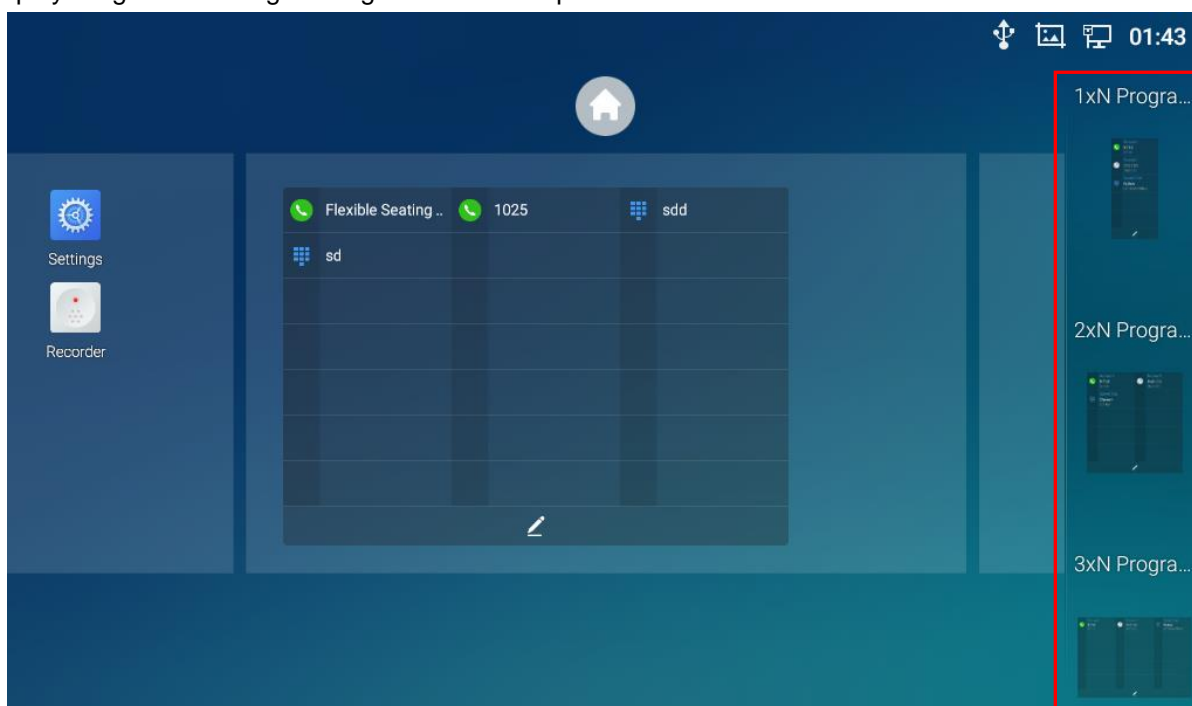 01:43
1xN Progra...
Flexible Seating ..
1025
sdd
Settings
sd
2xN Progra...
Recorder
3xN Progra...